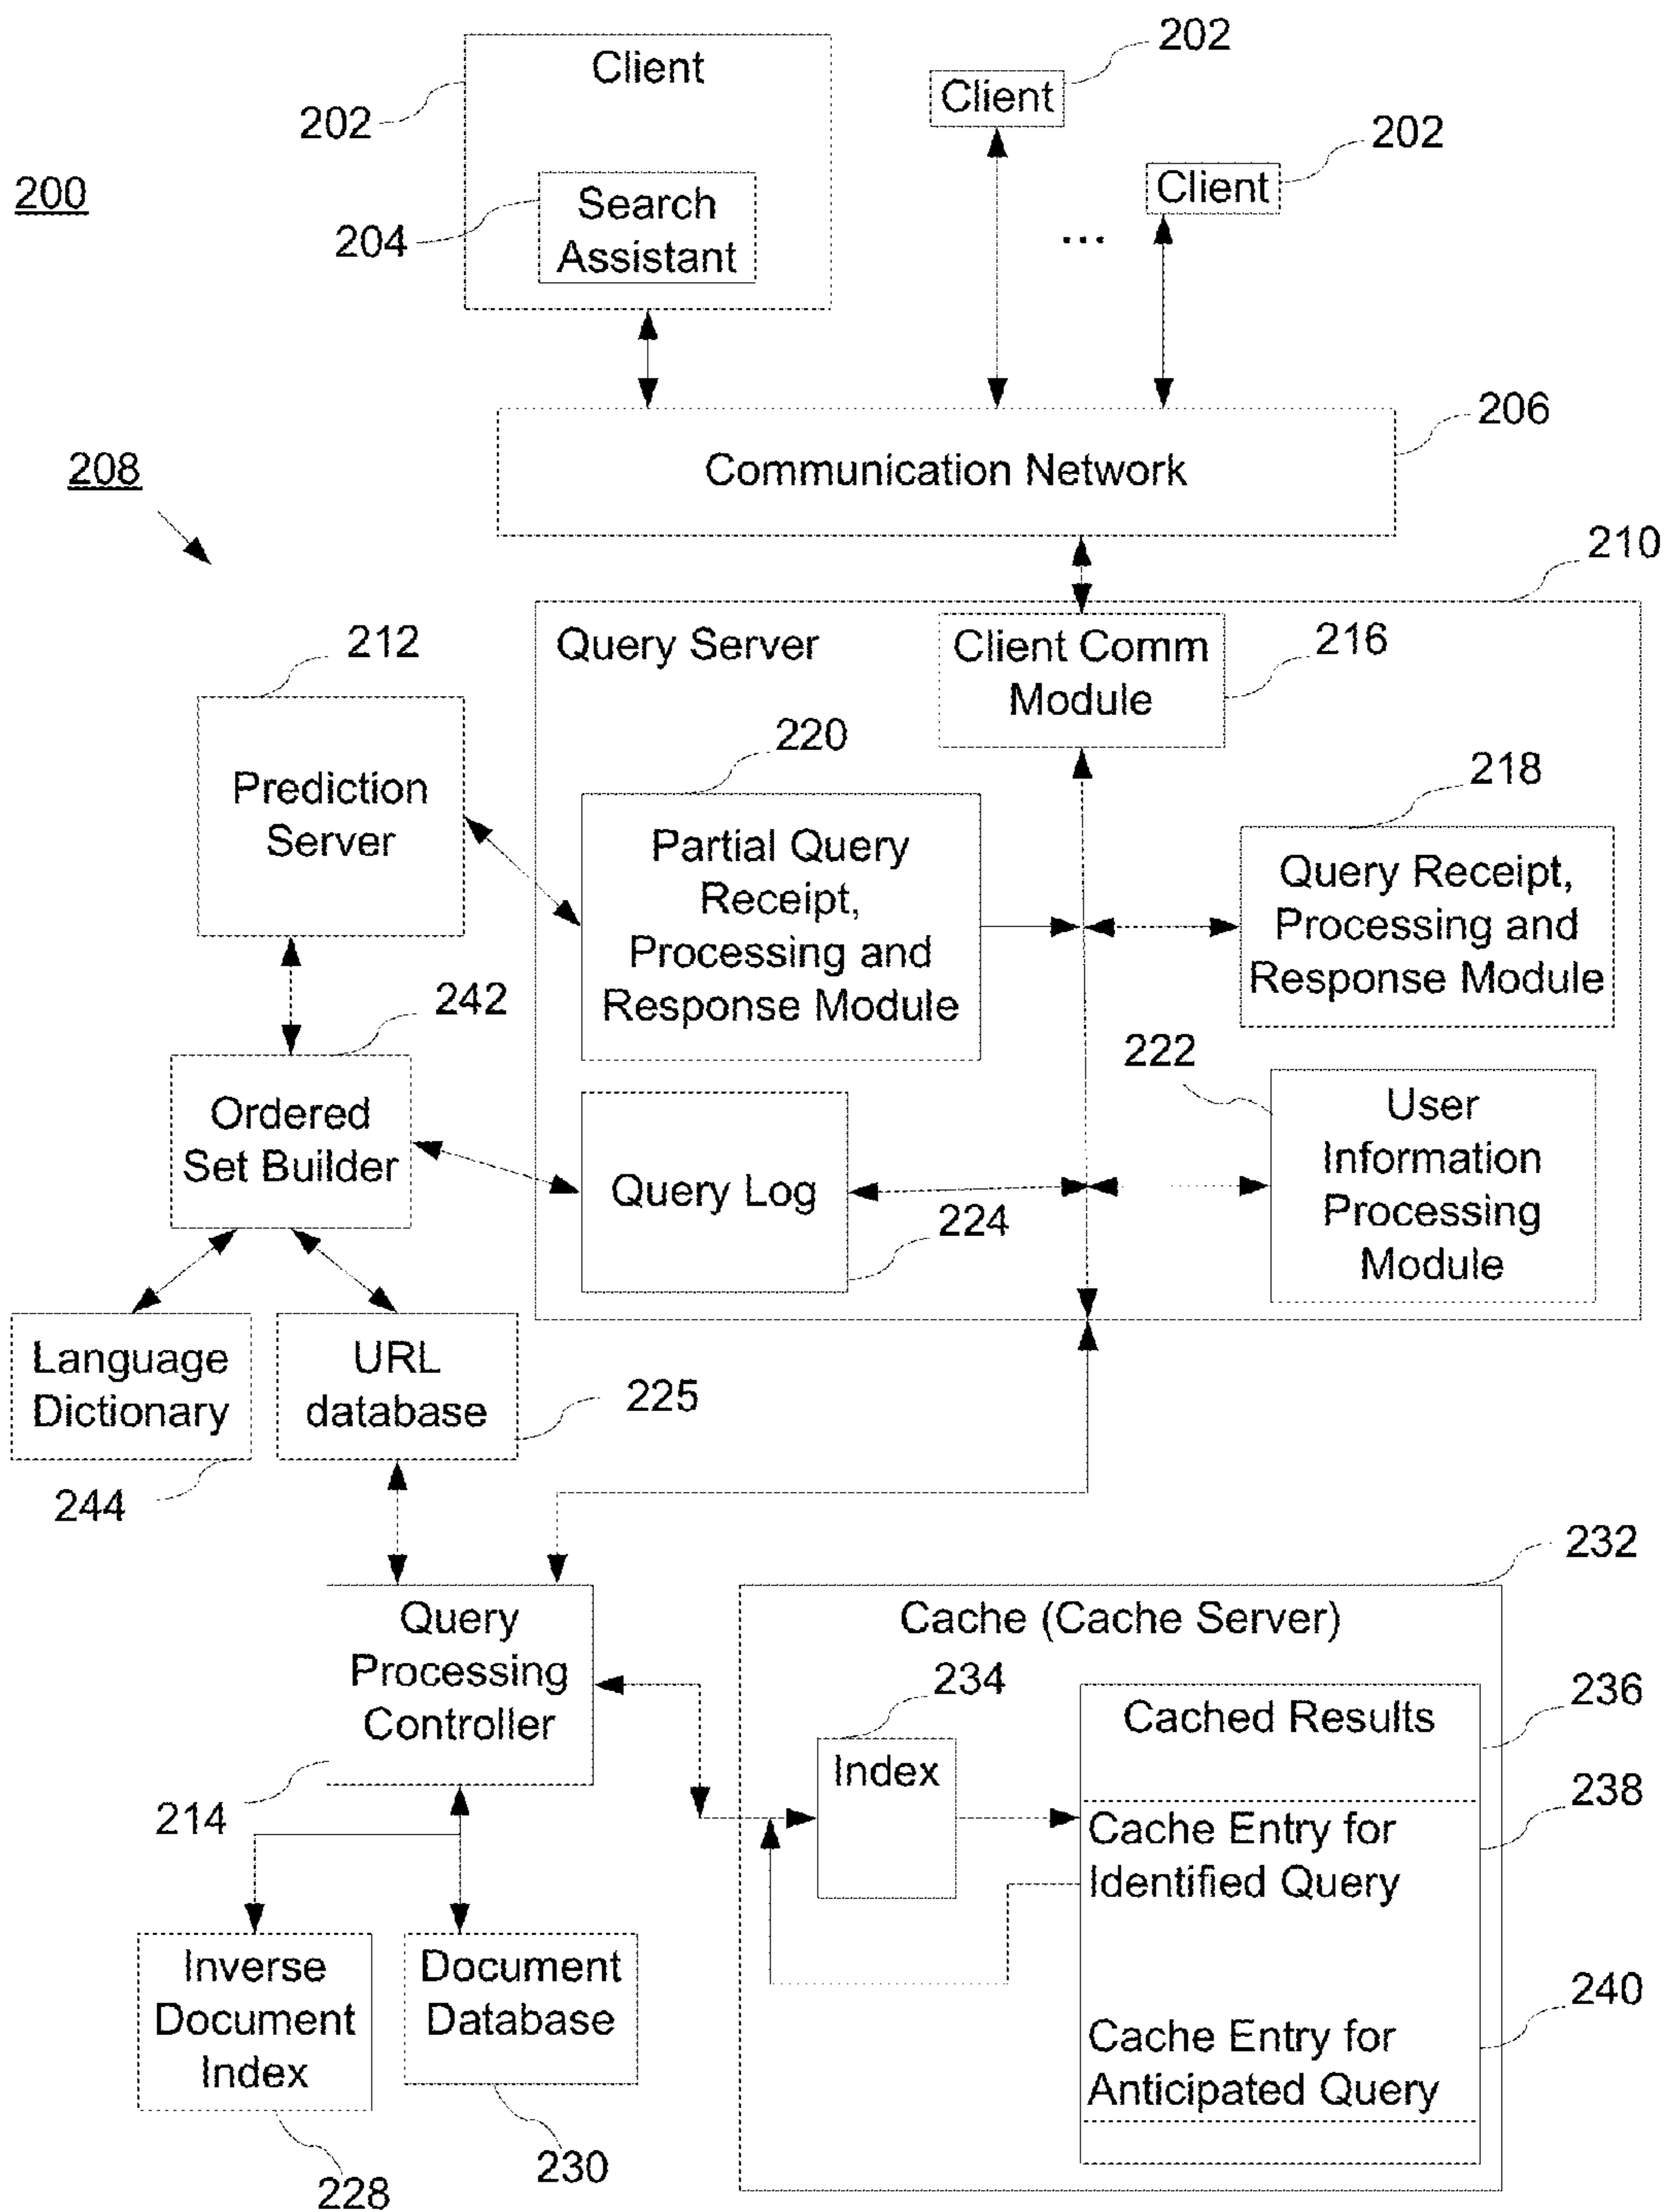 200
Client
202
Search
Assistant
204
Client
202
...
Client
202
Communication Network
206
208
210
Query Server
Client Comm
Module
216
212
Prediction
Server
220
Partial Query
Receipt,
Processing and
Response Module
218
Query Receipt,
Processing and
Response Module
242
Ordered
Set Builder
Query Log
224
222
User
Information
Processing
Module
Language
Dictionary
244
URL
database
225
Query
Processing
Controller
214
232
Cache (Cache Server)
234
Index
Cached Results
236
Cache Entry for
Identified Query
238
Cache Entry for
Anticipated Query
240
Inverse
Document
Index
228
Document
Database
230